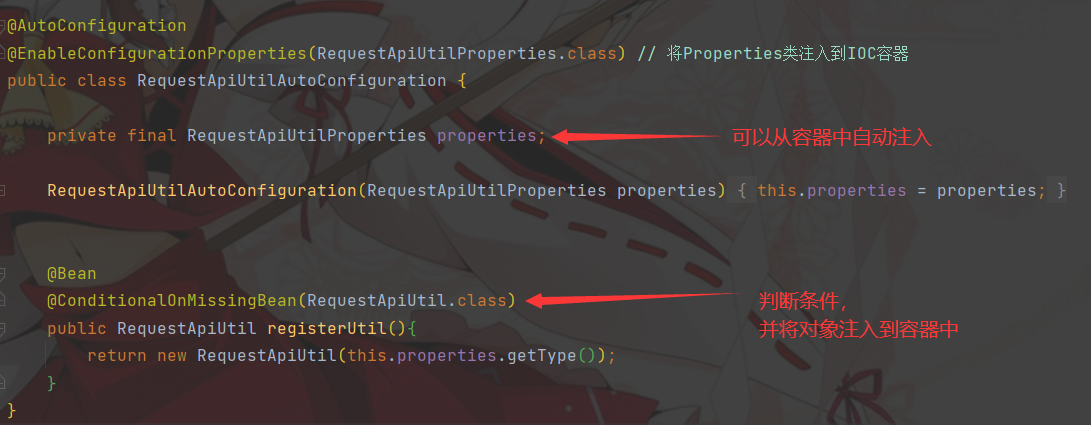 @AutoConfiguration
@EnableConfigurationProperties(RequestApiUtilProperties.class) // 将Properties类注入到IOC容器
public class RequestApiUtilAutoConfiguration {
private final RequestApiUtilProperties properties;
可以从容器中自动注入
RequestApiUtilAutoConfiguration(RequestApiUtilProperties properties) { this.properties = properties; }
@Bean
@ConditionalOnMissingBean(RequestApiUtil.class)
判断条件，
public RequestApiUtil registerUtil(){
并将对象注入到容器中
return new RequestApiUtil(this.properties.getType());
}
}